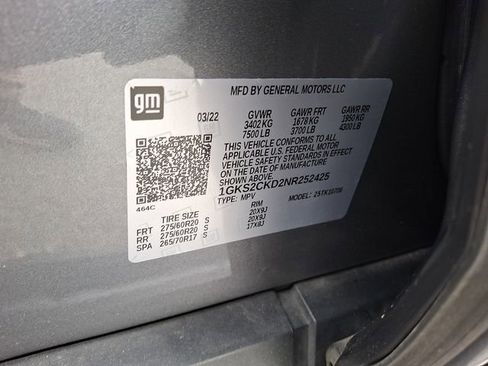 gm
MFD BY GENERAL MOTORS LLC
03/22 GVWR GAWR FRT GAWR RR
3402 KG 1678 KG 1950 KG
7500 LB 3700 LB 4300 LB
THIS VEHICLE CONFORMS TO ALL
APPLICABLE U.S. FEDERAL MOTOR
VEHICLE SAFETY AND THEFT
PREVENTION STANDARDS IN EFFECT
ON THE DATE OF MANUFACTURE
SHOWN ABOVE.
1GKS2CKD2NR252425
TYPE: MPV MODEL:
464C
TIRE SIZE RIM
FRT 275/60R20 S 20X9J
RR 275/60R20 S 20X9J
SPA 265/70R17 S 17X8J